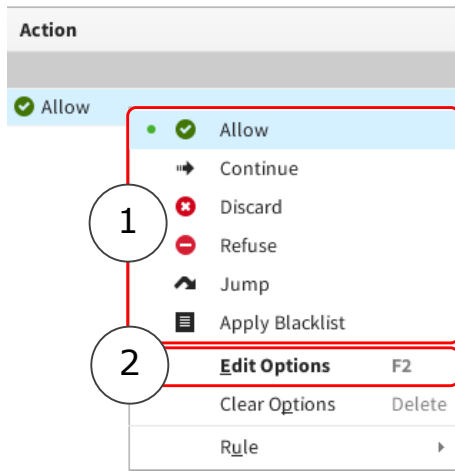 Action
Allow
Allow
Continue
1
Discard
Refuse
Jump
Apply Blacklist
2
Edit Options F2
Clear Options Delete
Rule